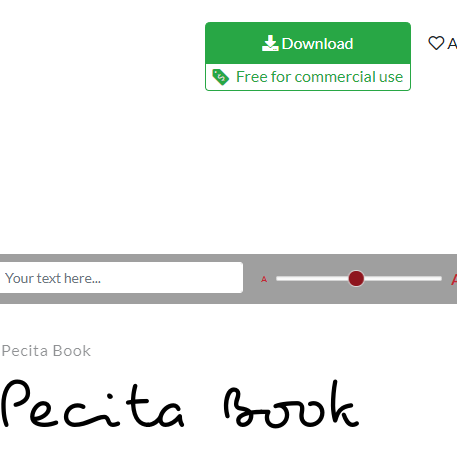 Download
A
Free for commercial use
Your text here...
A
A
Pecita Book
Pecita Book